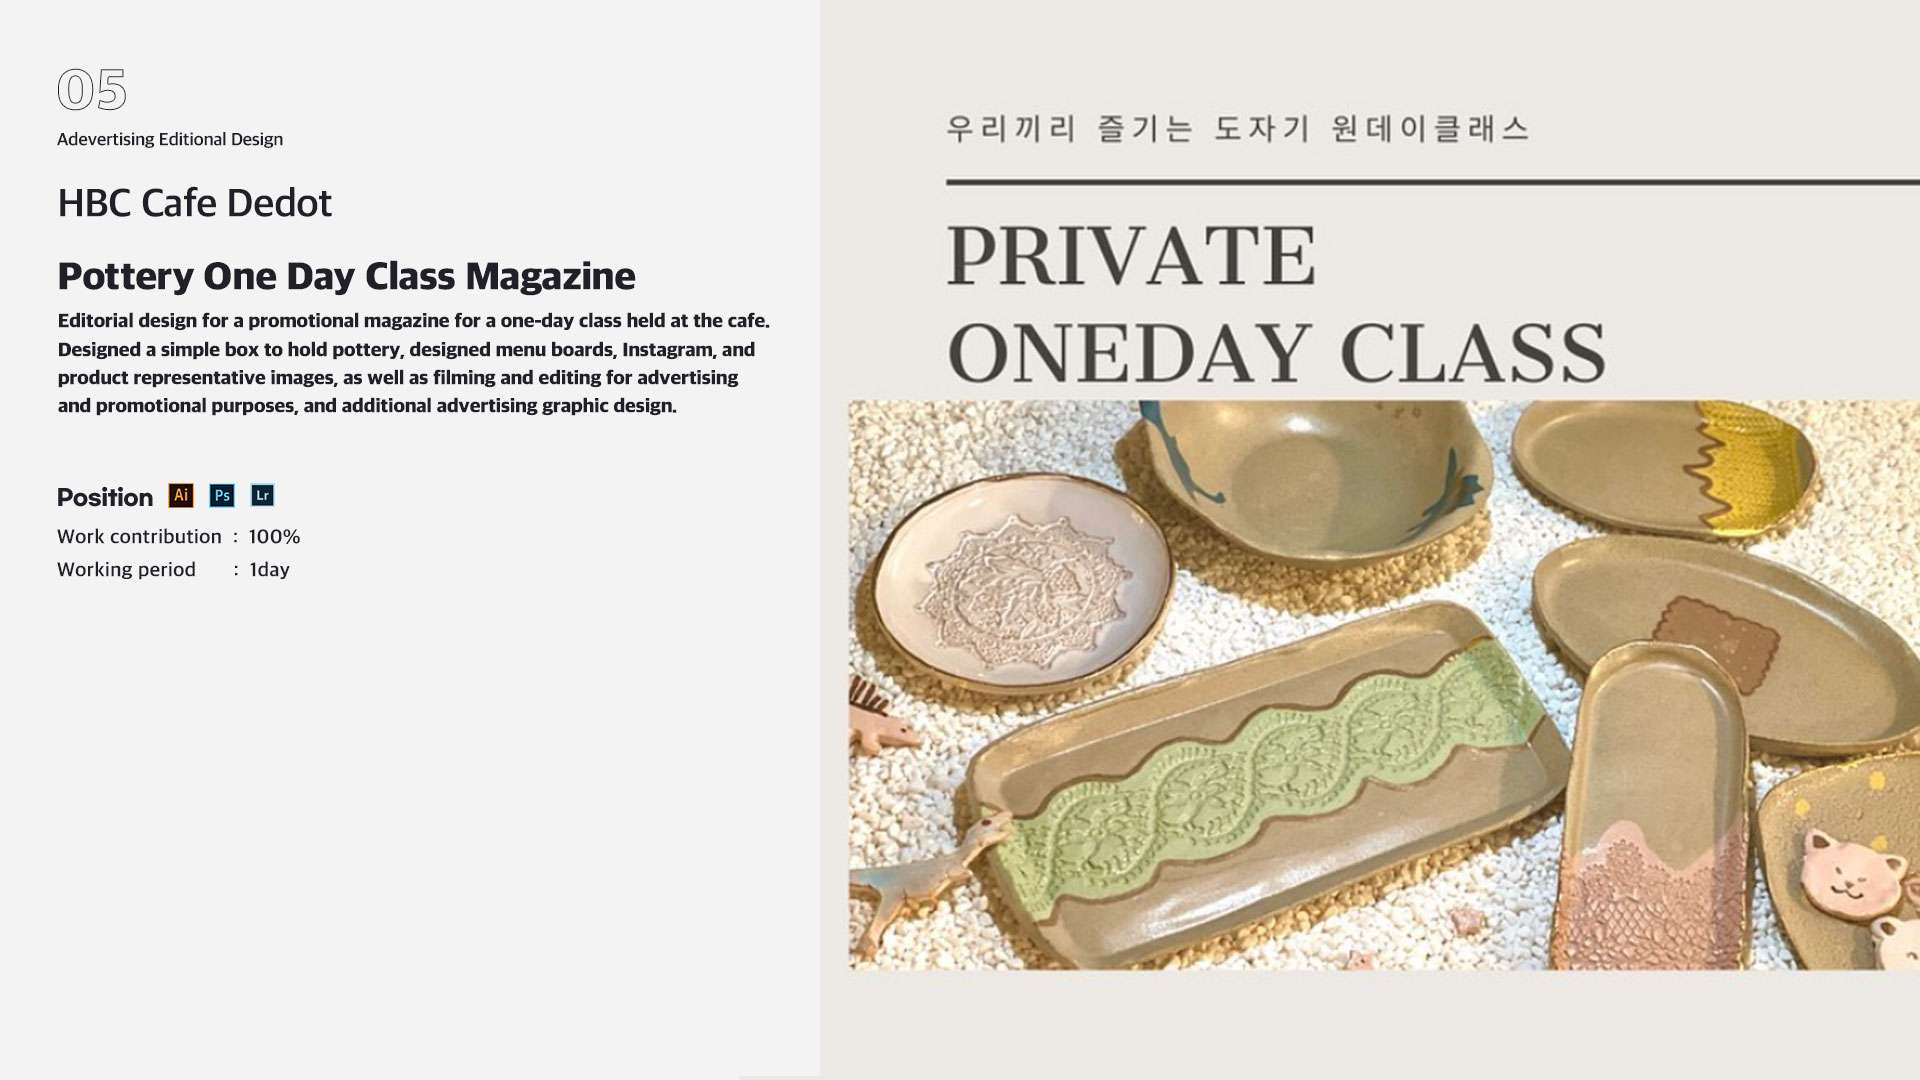 05
Adevertising Editional Design
HBC Cafe Dedot
Pottery One Day Class Magazine
Editorial design for a promotional magazine for a one-day class held at the cafe.
Designed a simple box to hold pottery, designed menu boards, Instagram, and
product representative images, as well as filming and editing for advertising
and promotional purposes, and additional advertising graphic design.
Position Ai Ps Lr
Work contribution : 100%
Working period : 1day
우리끼리 즐기는 도자기 원데이클래스
PRIVATE
ONEDAY CLASS